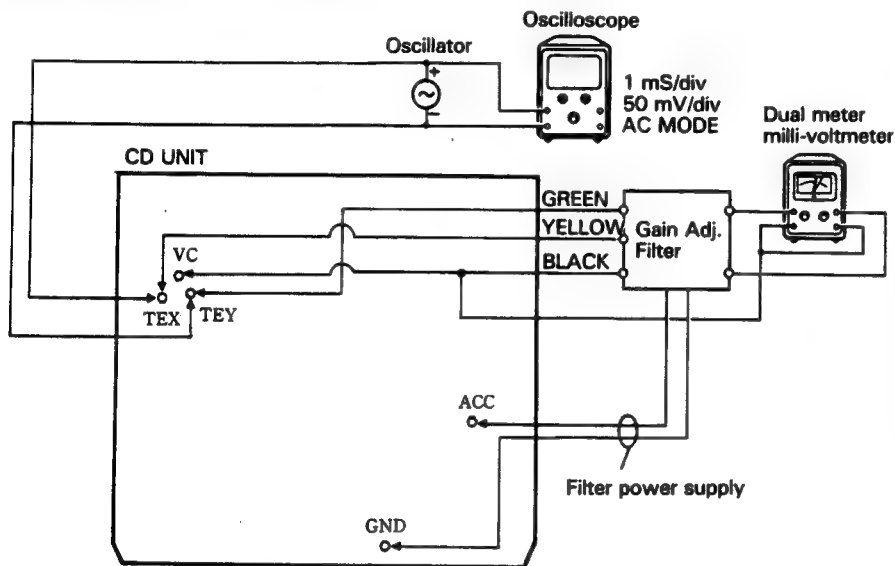 Oscilloscope
Oscillator
+
~
−
1 mS/div
50 mV/div
AC MODE
Dual meter
milli-voltmeter
CD UNIT
GREEN
YELLOW
BLACK
Gain Adj.
Filter
VC
TEX
TEY
ACC
Filter power supply
GND